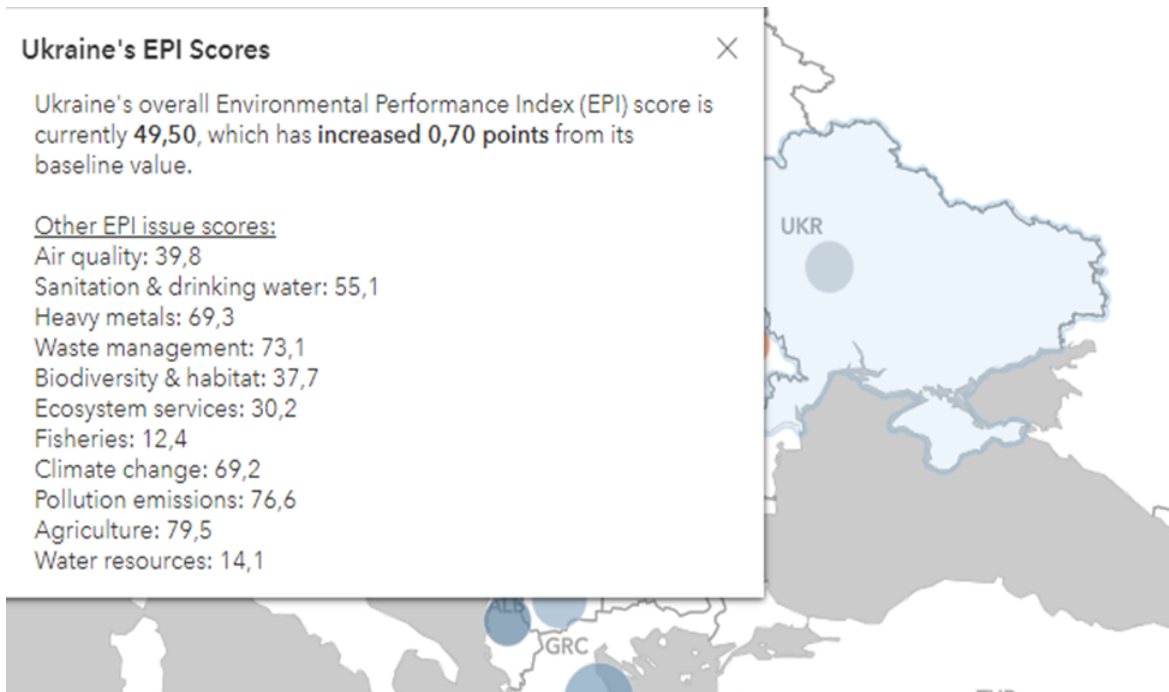 Ukraine's EPI Scores
Ukraine's overall Environmental Performance Index (EPI) score is
currently 49,50, which has increased 0,70 points from its
baseline value.
Other EPI issue scores:
Air quality: 39,8
Sanitation & drinking water: 55,1
Heavy metals: 69,3
Waste management: 73,1
Biodiversity & habitat: 37,7
Ecosystem services: 30,2
Fisheries: 12,4
Climate change: 69,2
Pollution emissions: 76,6
Agriculture: 79,5
Water resources: 14,1
UKR
ALB
GRC